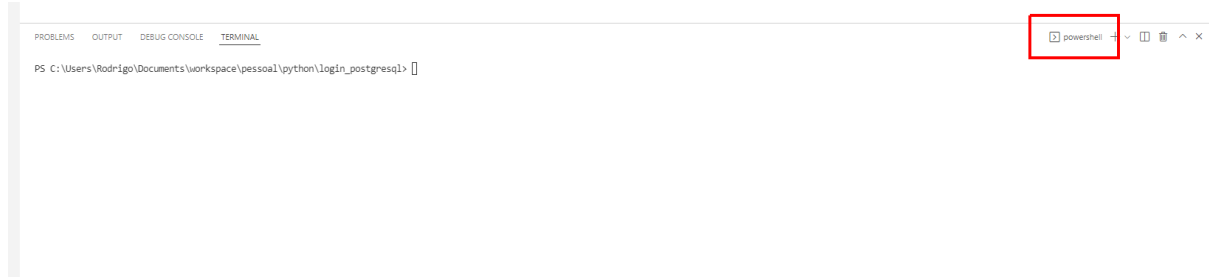 PROBLEMS OUTPUT DEBUG CONSOLE TERMINAL powershell
PS C:\Users\Rodrigo\Documents\workspace\pessoal\python\login_postgresql>